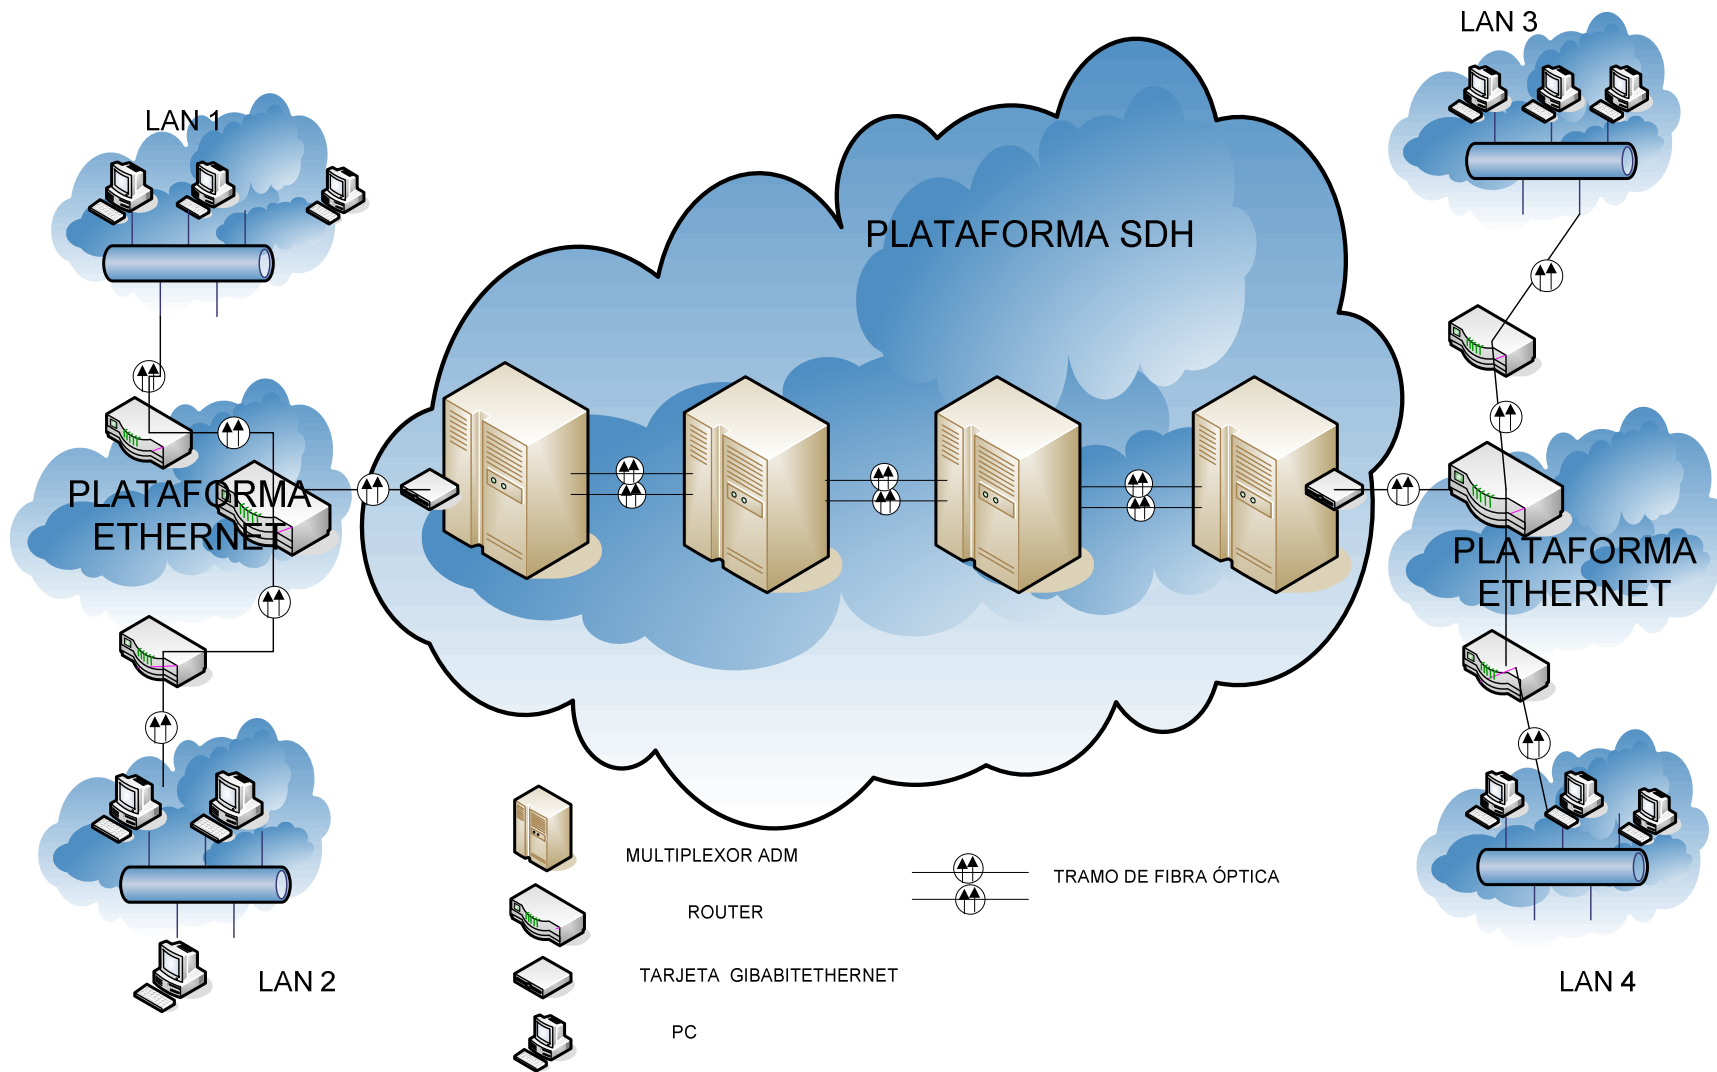 LAN 3
LAN 1
PLATAFORMA SDH
PLATAFORMA
ETHERNET
PLATAFORMA
ETHERNET
MULTIPLEXOR ADM
TRAMO DE FIBRA ÓPTICA
ROUTER
TARJETA GIBABITETHERNET
LAN 2
LAN 4
PC